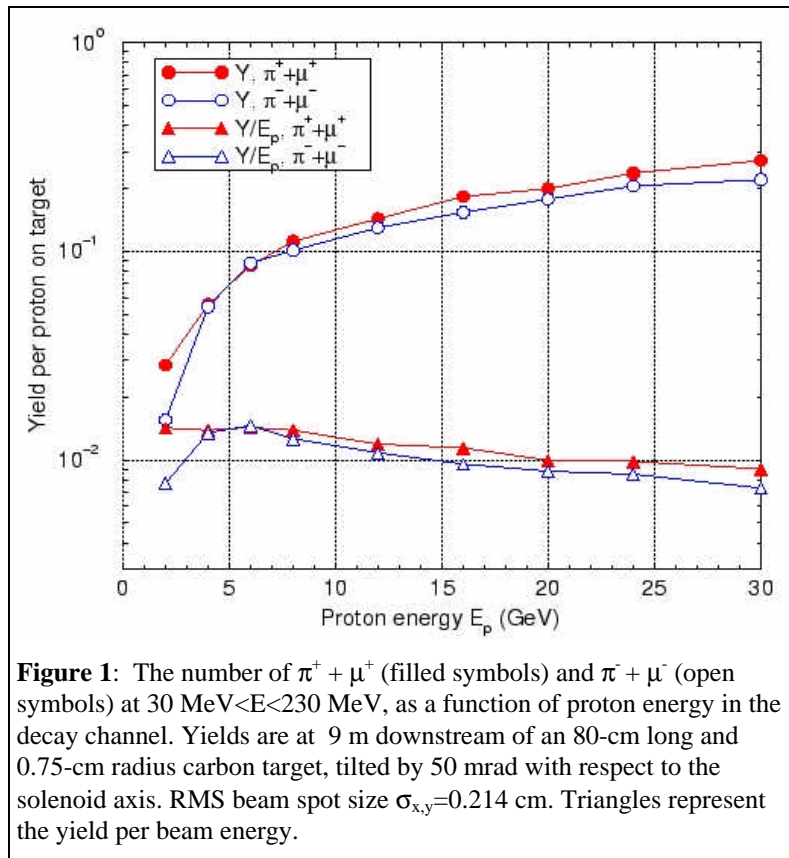 10⁰
Y, π⁺+μ⁺
Y, π⁻+μ⁻
Y/Eₚ, π⁺+μ⁺
Y/Eₚ, π⁻+μ⁻
10⁻¹
10⁻²
Yield per proton on target
0 5 10 15 20 25 30
Proton energy Eₚ (GeV)
Figure 1: The number of π⁺ + μ⁺ (filled symbols) and π⁻ + μ⁻ (open
symbols) at 30 MeV<E<230 MeV, as a function of proton energy in the
decay channel. Yields are at 9 m downstream of an 80-cm long and
0.75-cm radius carbon target, tilted by 50 mrad with respect to the
solenoid axis. RMS beam spot size σx,y=0.214 cm. Triangles represent
the yield per beam energy.